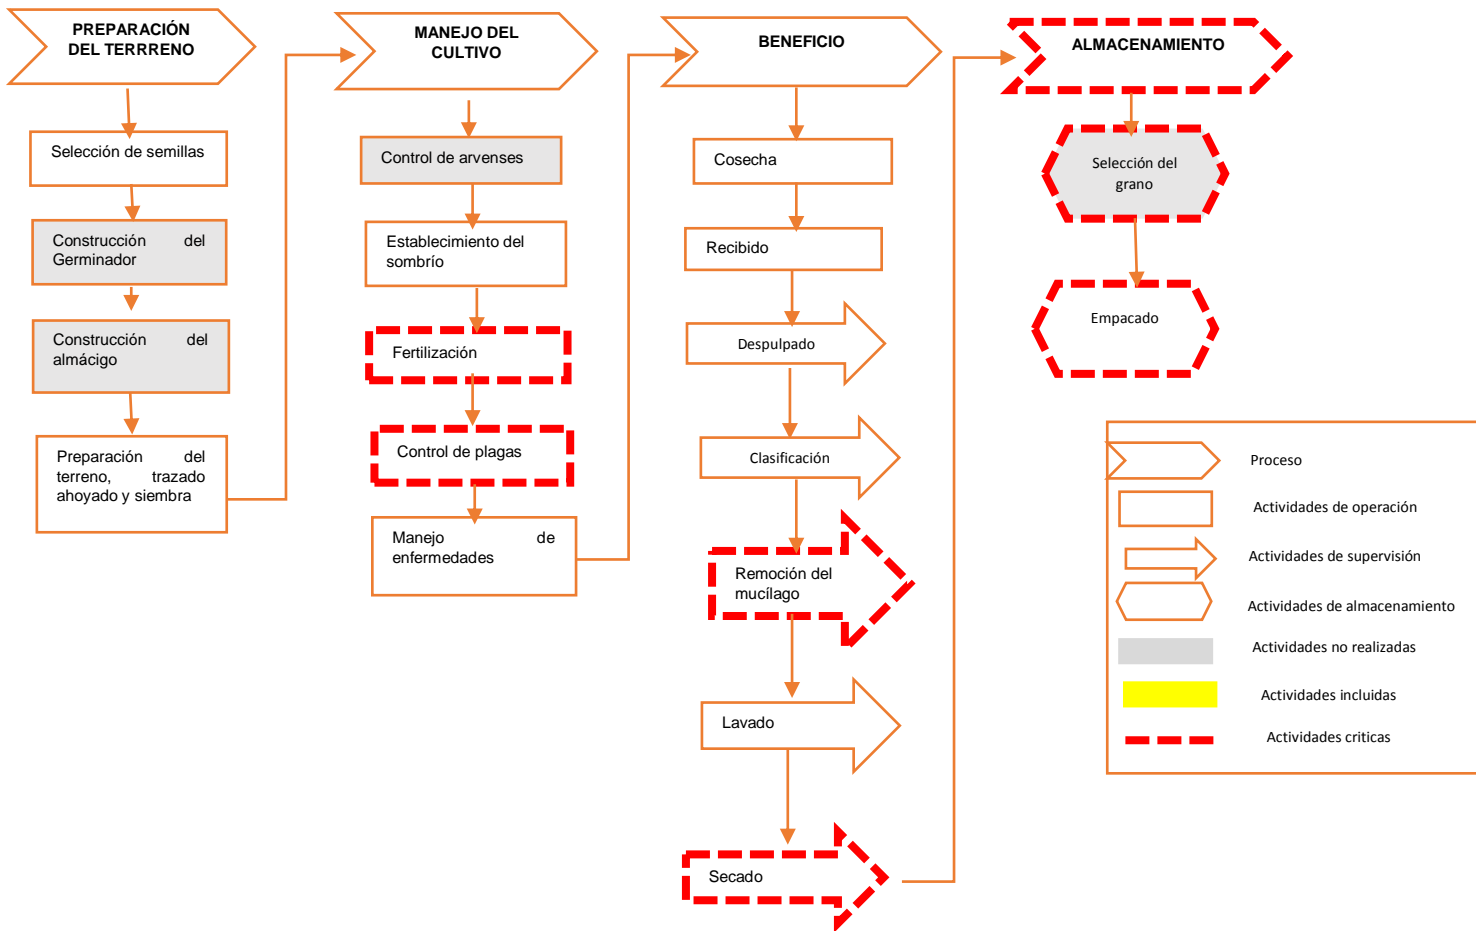 PREPARACIÓN
DEL TERRRENO
Selección de semillas
Construcción del
Germinador
Construcción del
almácigo
Preparación del
terreno, trazado
ahoyado y siembra
MANEJO DEL
CULTIVO
Control de arvenses
Establecimiento del
sombrío
Fertilización
Control de plagas
Manejo de
enfermedades
BENEFICIO
Cosecha
Recibido
Despulpado
Clasificación
Remoción del
mucílago
Lavado
Secado
ALMACENAMIENTO
Selección del
grano
Empacado
Proceso
Actividades de operación
Actividades de supervisión
Actividades de almacenamiento
Actividades no realizadas
Actividades incluidas
Actividades criticas